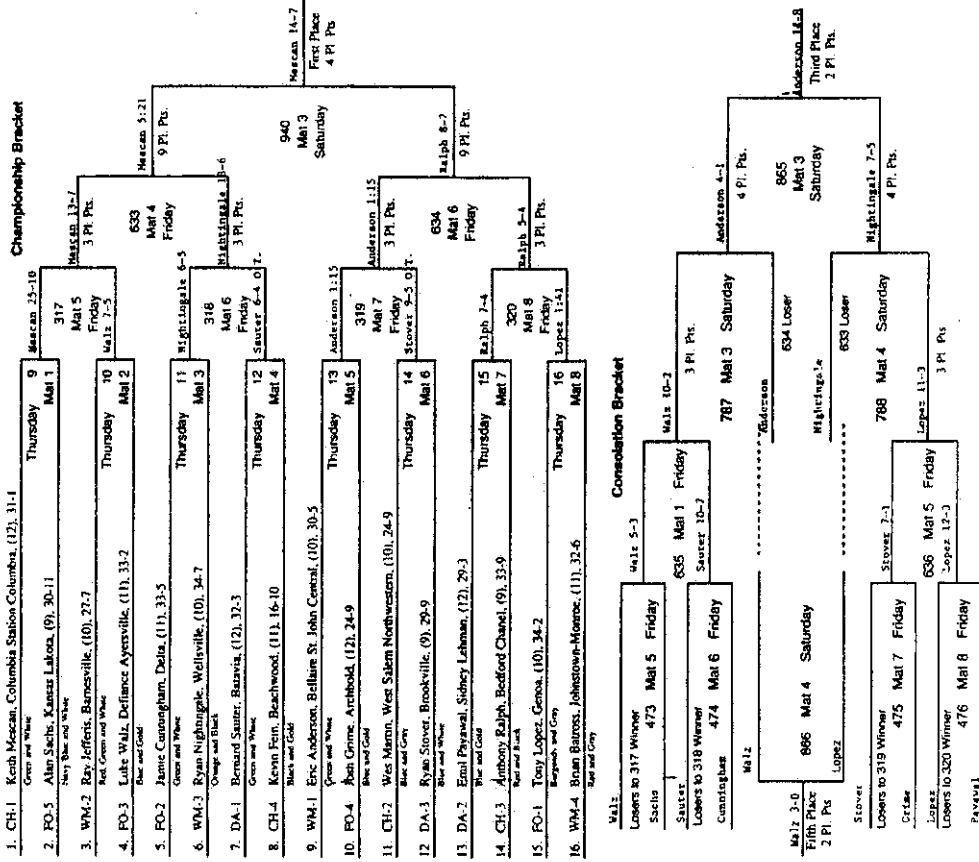 Championship Bracket
1. CH-1 Keith Mescan, Columbia Station Columbia, (12), 31-1
Green and White
2. FO-5 Alan Sachs, Kansas Lakota, (9), 30-11
Navy Blue and White
3. WM-2 Ray Jefferis, Barnesville, (10), 27-7
Red, Green and White
4. FO-3 Luke Walz, Defiance Ayersville, (11), 33-2
Blue and Gold
5. FO-2 Jamie Cunningham, Delta, (11), 33-5
Green and White
6. WM-3 Ryan Nightingale, Wellsville, (10), 34-7
Orange and Black
7. DA-1 Bernard Sauter, Batavia, (12), 32-3
Green and White
8. CH-4 Kevin Fein, Beachwood, (11), 16-10
Black and Gold
9. WM-1 Eric Anderson, Bellaire St. John Central, (10), 30-5
Green and White
10. FO-4 Josh Grime, Archbold, (12), 24-9
Blue and Gold
11. CH-2 Wes Martin, West Salem Northwestern, (10), 24-9
Blue and Gray
12. DA-3 Ryan Stover, Brookville, (9), 29-9
Blue and White
13. DA-2 Emil Payaval, Sidney Lehman, (12), 29-3
Blue and Gold
14. CH-3 Anthony Ralph, Bedford Chanel, (9), 33-9
Red and Black
15. FO-1 Tony Lopez, Genoa, (10), 34-2
Burgundy and Gray
16. WM-4 Brian Batross, Johnstown-Monroe, (11), 32-6
Red and Gray
Thursday 9
Mat 1
Thursday 10
Mat 2
Thursday 11
Mat 3
Thursday 12
Mat 4
Thursday 13
Mat 5
Thursday 14
Mat 6
Thursday 15
Mat 7
Thursday 16
Mat 8
Mescan 25-10
317
Mat 5
Friday
Walz 7-5
Nightingale 6-5
318
Mat 6
Friday
Sauter 6-4 O.T.
Anderson 1:15
319
Mat 7
Friday
Stover 9-5 O.T.
Ralph 7-4
320
Mat 8
Friday
Lopez 1:41
Mescan 13-7
3 Pl. Pts.
633
Mat 4
Friday
Nightingale 13-6
3 Pl. Pts.
Anderson 1:15
3 Pl. Pts.
634
Mat 6
Friday
Ralph 5-4
3 Pl. Pts.
Mescan 5:21
9 Pl. Pts.
940
Mat 3
Saturday
Ralph 8-7
9 Pl. Pts.
Mescan 14-7
First Place
4 Pl. Pts.
Consolation Bracket
Walz
Losers to 317 Winner
Sachs
473 Mat 5 Friday
Sauter
Losers to 318 Winner
Cunningham
474 Mat 6 Friday
Walz 5-3
635 Mat 1 Friday
Sauter 10-7
Walz 10-2
3 Pl. Pts.
787 Mat 3 Saturday
Anderson
634 Loser
Anderson 4-1
4 Pl. Pts.
865
Mat 3
Saturday
Anderson 14-8
Third Place
2 Pl. Pts.
Walz
866 Mat 4 Saturday
Lopez
Walz 3-0
Fifth Place
2 Pl. Pts.
Nightingale
633 Loser
788 Mat 4 Saturday
Nightingale 7-5
4 Pl. Pts.
Stover
Losers to 319 Winner
Grime
475 Mat 7 Friday
Lopez
Losers to 320 Winner
Payaval
476 Mat 8 Friday
Stover 7-1
636 Mat 5 Friday
Lopez 12-3
Lopez 11-3
3 Pl Pts